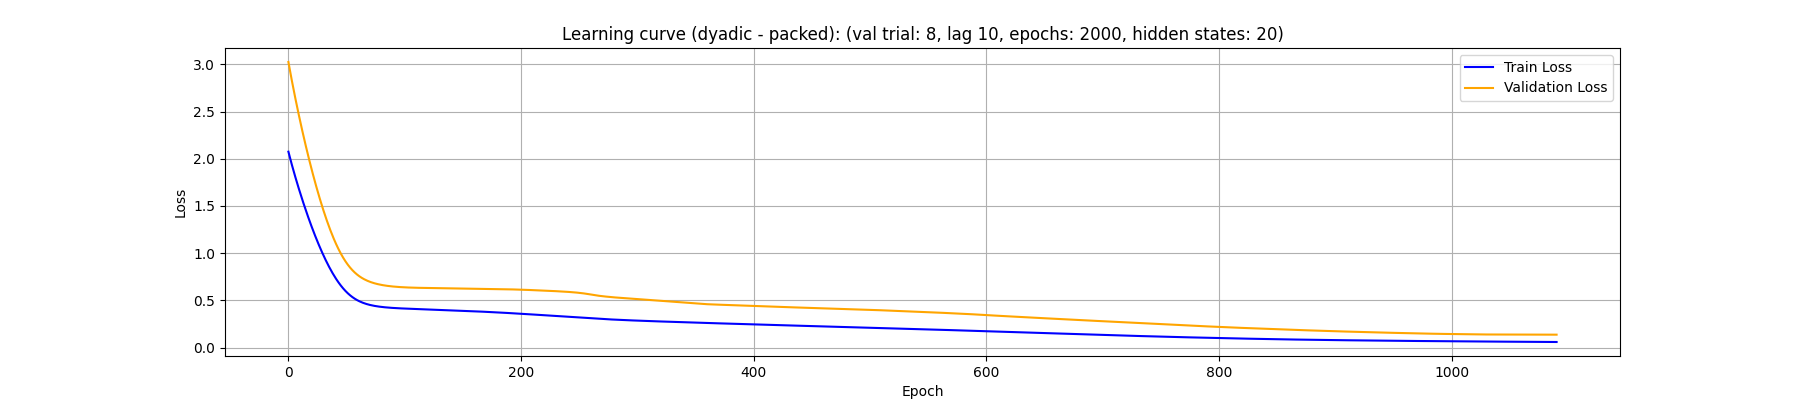 Learning curve (dyadic - packed): (val trial: 8, lag 10, epochs: 2000, hidden states: 20)
Train Loss
Validation Loss
Loss
3.0
2.5
2.0
1.5
1.0
0.5
0.0
0 200 400 600 800 1000
Epoch